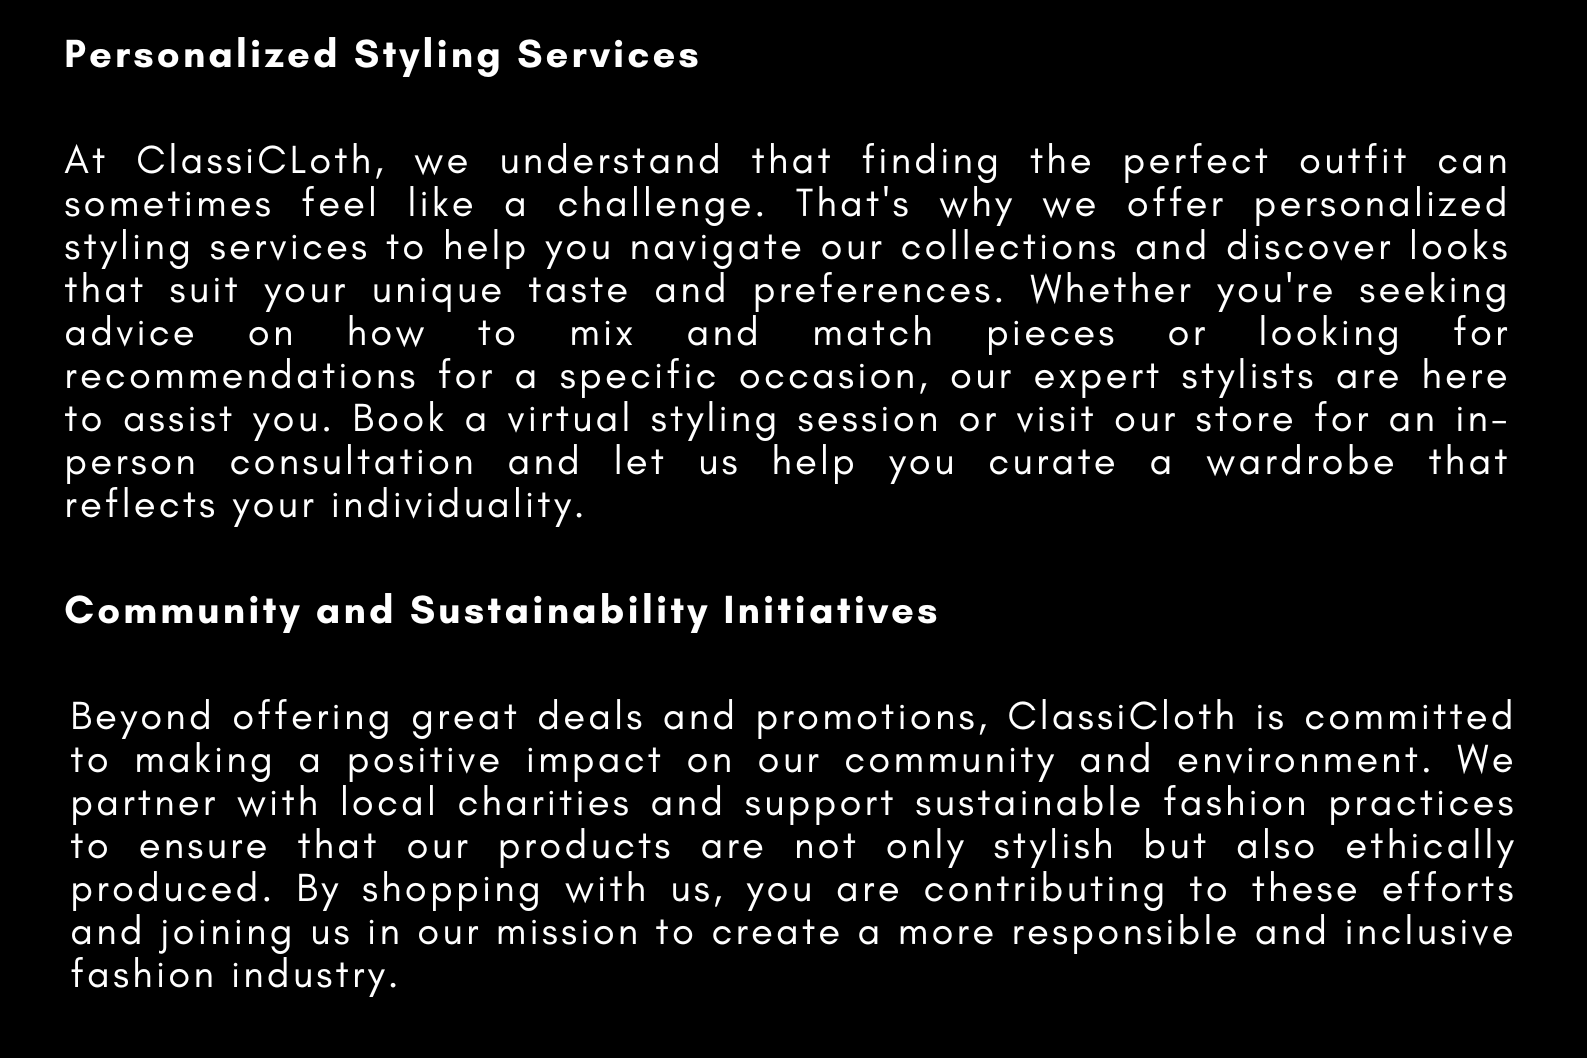 Personalized Styling Services
At ClassiCLoth, we understand that finding the perfect outfit can
sometimes feel like a challenge. That's why we offer personalized
styling services to help you navigate our collections and discover looks
that suit your unique taste and preferences. Whether you're seeking
advice on how to mix and match pieces or looking for
recommendations for a specific occasion, our expert stylists are here
to assist you. Book a virtual styling session or visit our store for an in-
person consultation and let us help you curate a wardrobe that
reflects your individuality.
Community and Sustainability Initiatives
Beyond offering great deals and promotions, ClassiCloth is committed
to making a positive impact on our community and environment. We
partner with local charities and support sustainable fashion practices
to ensure that our products are not only stylish but also ethically
produced. By shopping with us, you are contributing to these efforts
and joining us in our mission to create a more responsible and inclusive
fashion industry.